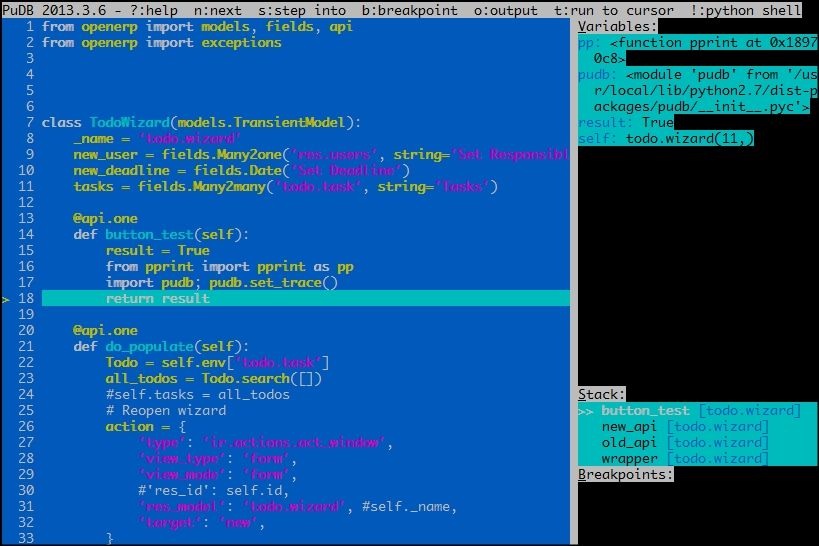 PuDB 2013.3.6 - ?:help  n:next  s:step into  b:breakpoint  o:output  t:run to cursor  !:python shell
1 from openerp import models, fields, api
2 from openerp import exceptions
3
4
5
6
7 class TodoWizard(models.TransientModel):
8     _name = 'todo.wizard'
9     new_user = fields.Many2one('res.users', string='Set Responsibl
10     new_deadline = fields.Date('Set Deadline')
11     tasks = fields.Many2many('todo.task', string='Tasks')
12
13     @api.one
14     def button_test(self):
15         result = True
16         from pprint import pprint as pp
17         import pudb; pudb.set_trace()
> 18         return result
19
20     @api.one
21     def do_populate(self):
22         Todo = self.env['todo.task']
23         all_todos = Todo.search([])
24         #self.tasks = all_todos
25         # Reopen wizard
26         action = {
27             'type': 'ir.actions.act_window',
28             'view_type': 'form',
29             'view_mode': 'form',
30             #'res_id': self.id,
31             'res_model': 'todo.wizard', #self._name,
32             'target': 'new',
33         }
Variables:
pp: <function pprint at 0x1897
0c8>
pudb: <module 'pudb' from '/us
r/local/lib/python2.7/dist-p
ackages/pudb/__init__.pyc'>
result: True
self: todo.wizard(11,)
Stack:
>> button_test [todo.wizard]
new_api [todo.wizard]
old_api [todo.wizard]
wrapper [todo.wizard]
Breakpoints: